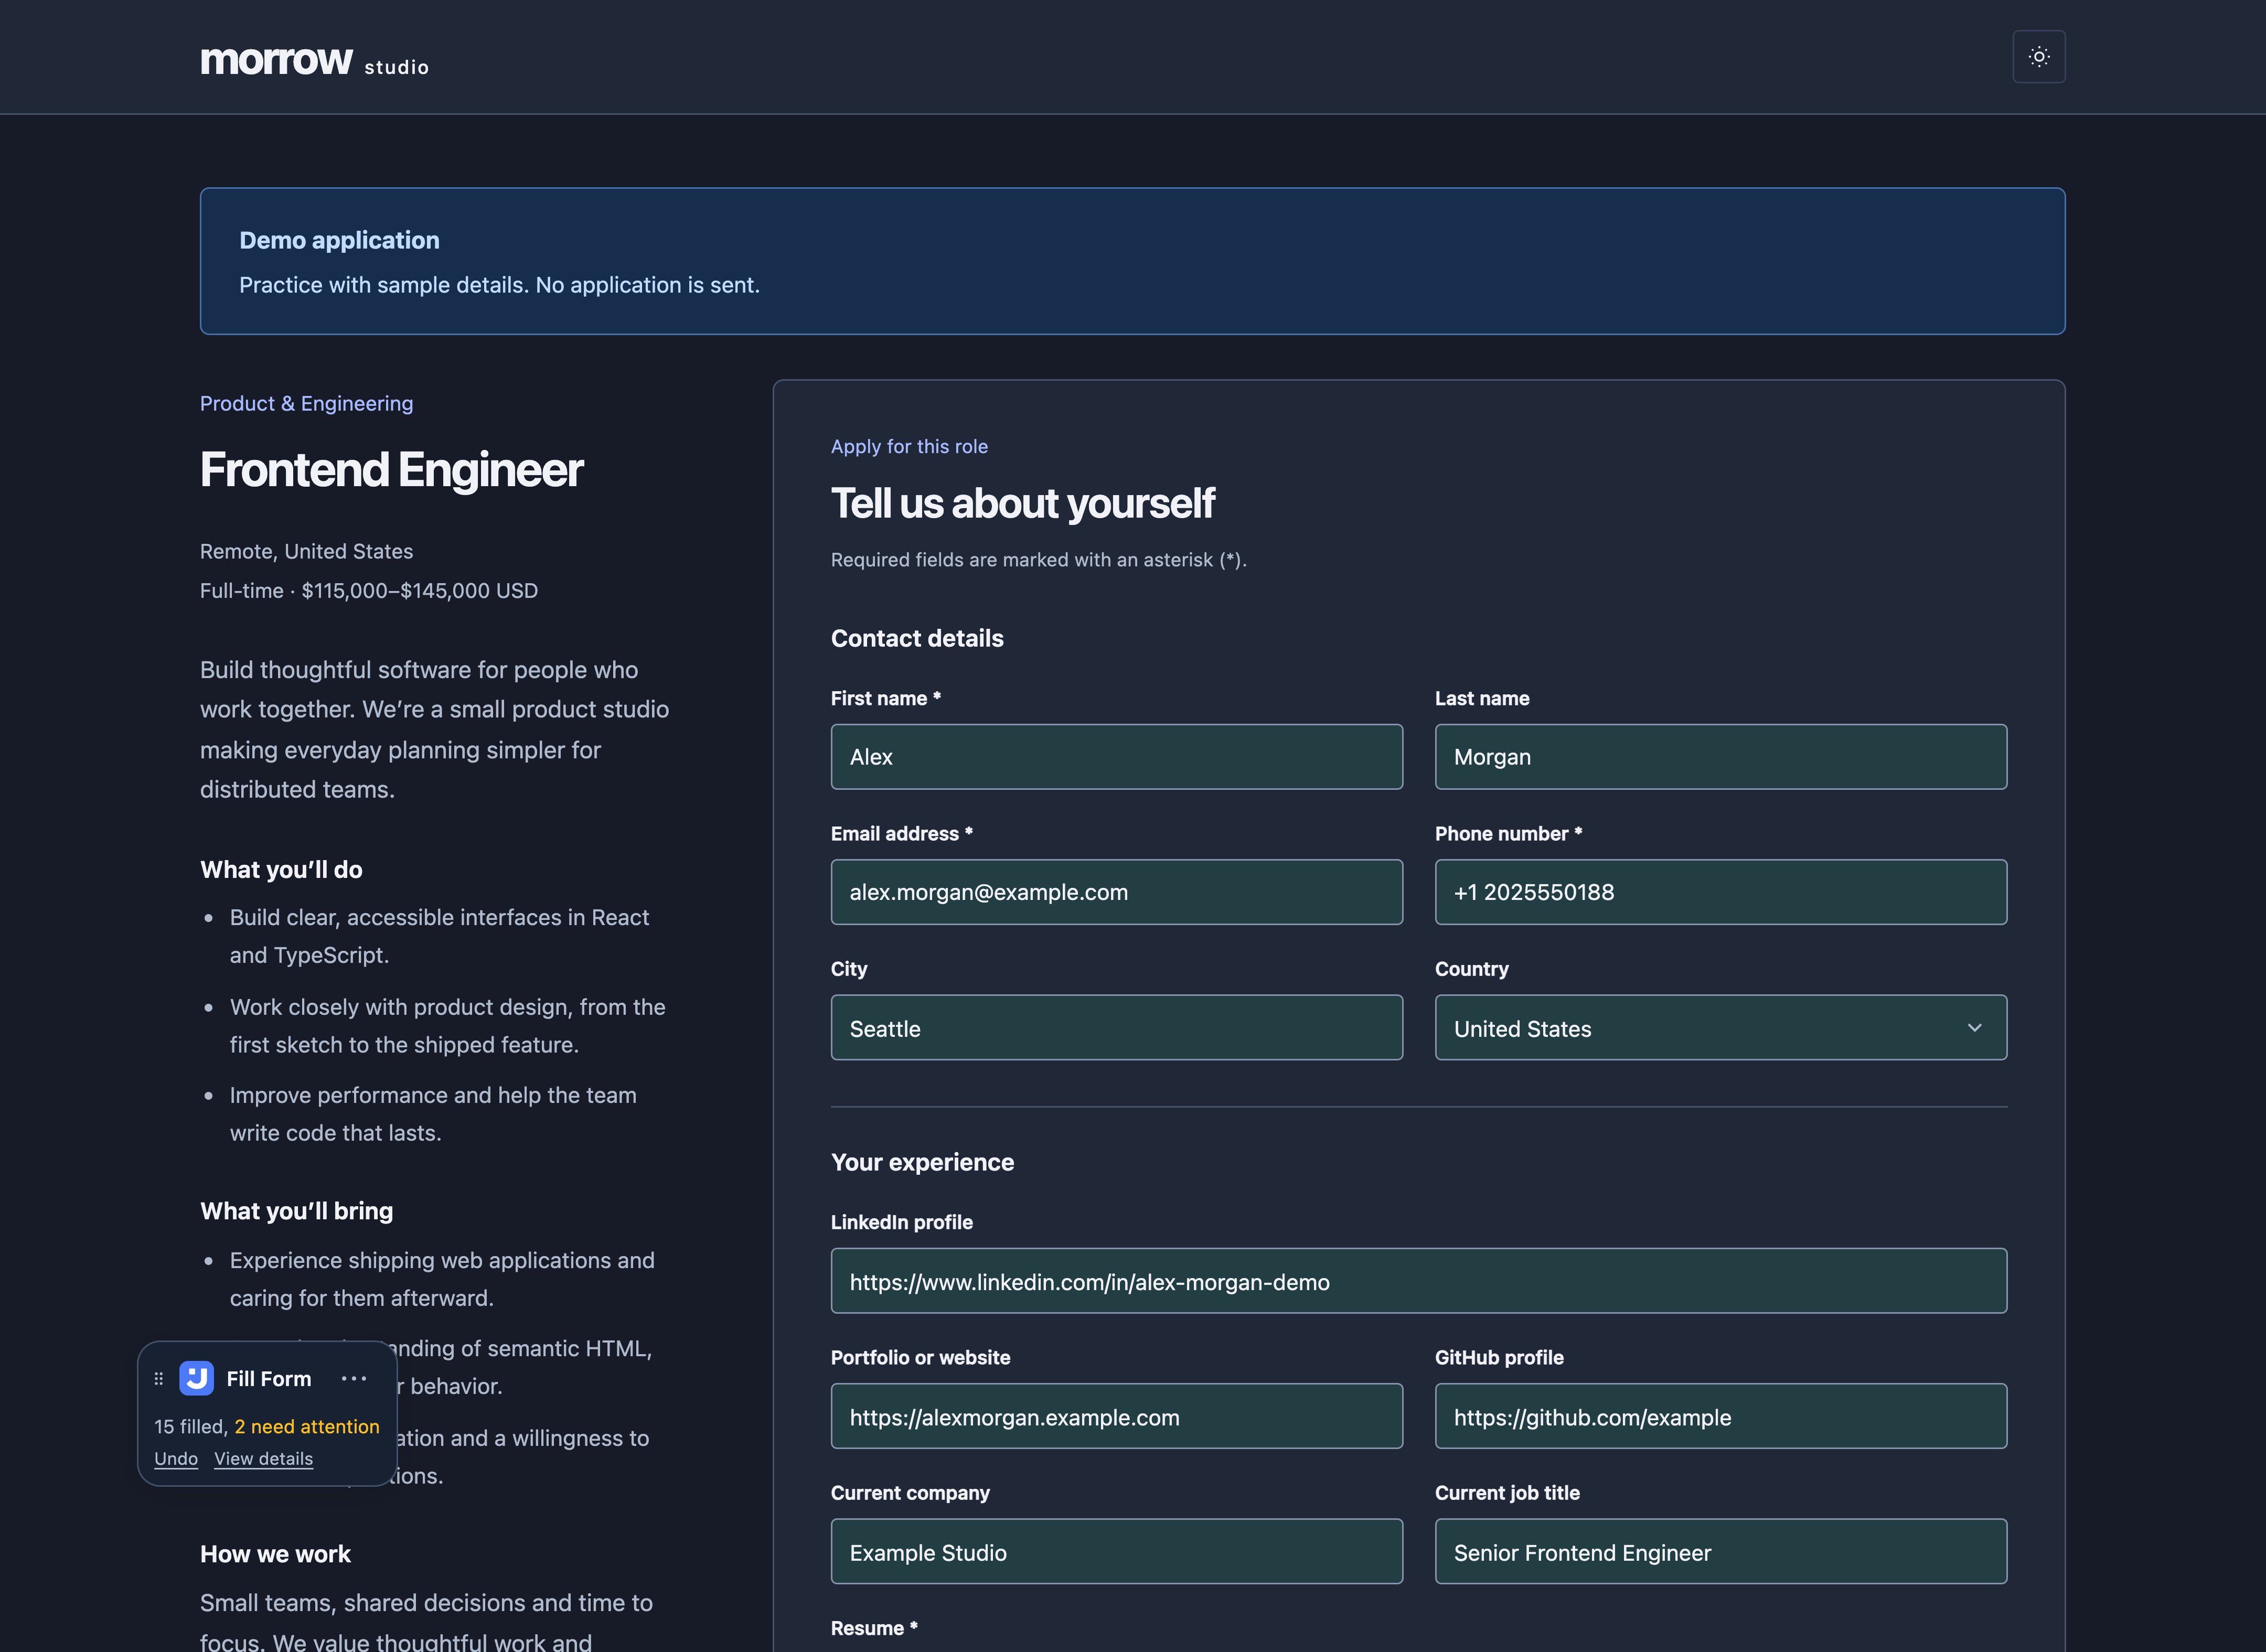 morrow studio
Demo application
Practice with sample details. No application is sent.
Product & Engineering
Frontend Engineer
Remote, United States
Full-time · $115,000–$145,000 USD
Build thoughtful software for people who
work together. We’re a small product studio
making everyday planning simpler for
distributed teams.
What you’ll do
Build clear, accessible interfaces in React
and TypeScript.
Work closely with product design, from the
first sketch to the shipped feature.
Improve performance and help the team
write code that lasts.
What you’ll bring
Experience shipping web applications and
caring for them afterward.
of semantic HTML,
behavior.
and a willingness to
Fill Form
15 filled, 2 need attention
Undo View details
How we work
Small teams, shared decisions and time to
focus. We value thoughtful work and
Apply for this role
Tell us about yourself
Required fields are marked with an asterisk (*).
Contact details
First name * Last name
Alex Morgan
Email address * Phone number *
alex.morgan@example.com +1 2025550188
City Country
Seattle United States
Your experience
LinkedIn profile
https://www.linkedin.com/in/alex-morgan-demo
Portfolio or website GitHub profile
https://alexmorgan.example.com https://github.com/example
Current company Current job title
Example Studio Senior Frontend Engineer
Resume *